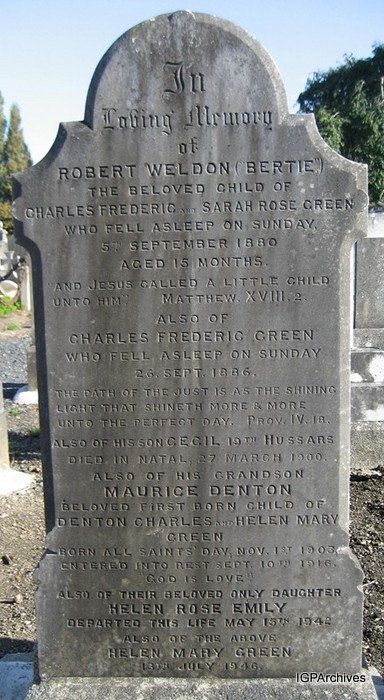 In
Loving Memory
of
ROBERT WELDON ("BERTIE")
THE BELOVED CHILD OF
CHARLES FREDERIC AND SARAH ROSE GREEN
WHO FELL ASLEEP ON SUNDAY,
5TH SEPTEMBER 1880
AGED 15 MONTHS.
"AND JESUS CALLED A LITTLE CHILD
UNTO HIM." MATTHEW. XVIII. 2.
ALSO OF
CHARLES FREDERIC GREEN
WHO FELL ASLEEP ON SUNDAY
26. SEPT. 1886.
THE PATH OF THE JUST IS AS THE SHINING
LIGHT THAT SHINETH MORE & MORE
UNTO THE PERFECT DAY. PROV. IV. 18.
ALSO OF HIS SON CECIL 19TH HUSSARS
DIED IN NATAL, 27 MARCH 1900.
ALSO OF HIS GRANDSON
MAURICE DENTON
BELOVED FIRST BORN CHILD OF
DENTON CHARLES AND HELEN MARY
GREEN
BORN ALL SAINTS' DAY, NOV. 1ST 1903.
ENTERED INTO REST SEPT. 10TH 1916.
"GOD IS LOVE."
ALSO OF THEIR BELOVED ONLY DAUGHTER
HELEN ROSE EMILY
DEPARTED THIS LIFE MAY 15TH 1942
ALSO OF THE ABOVE
HELEN MARY GREEN
13TH JULY 1946.
IGPArchives